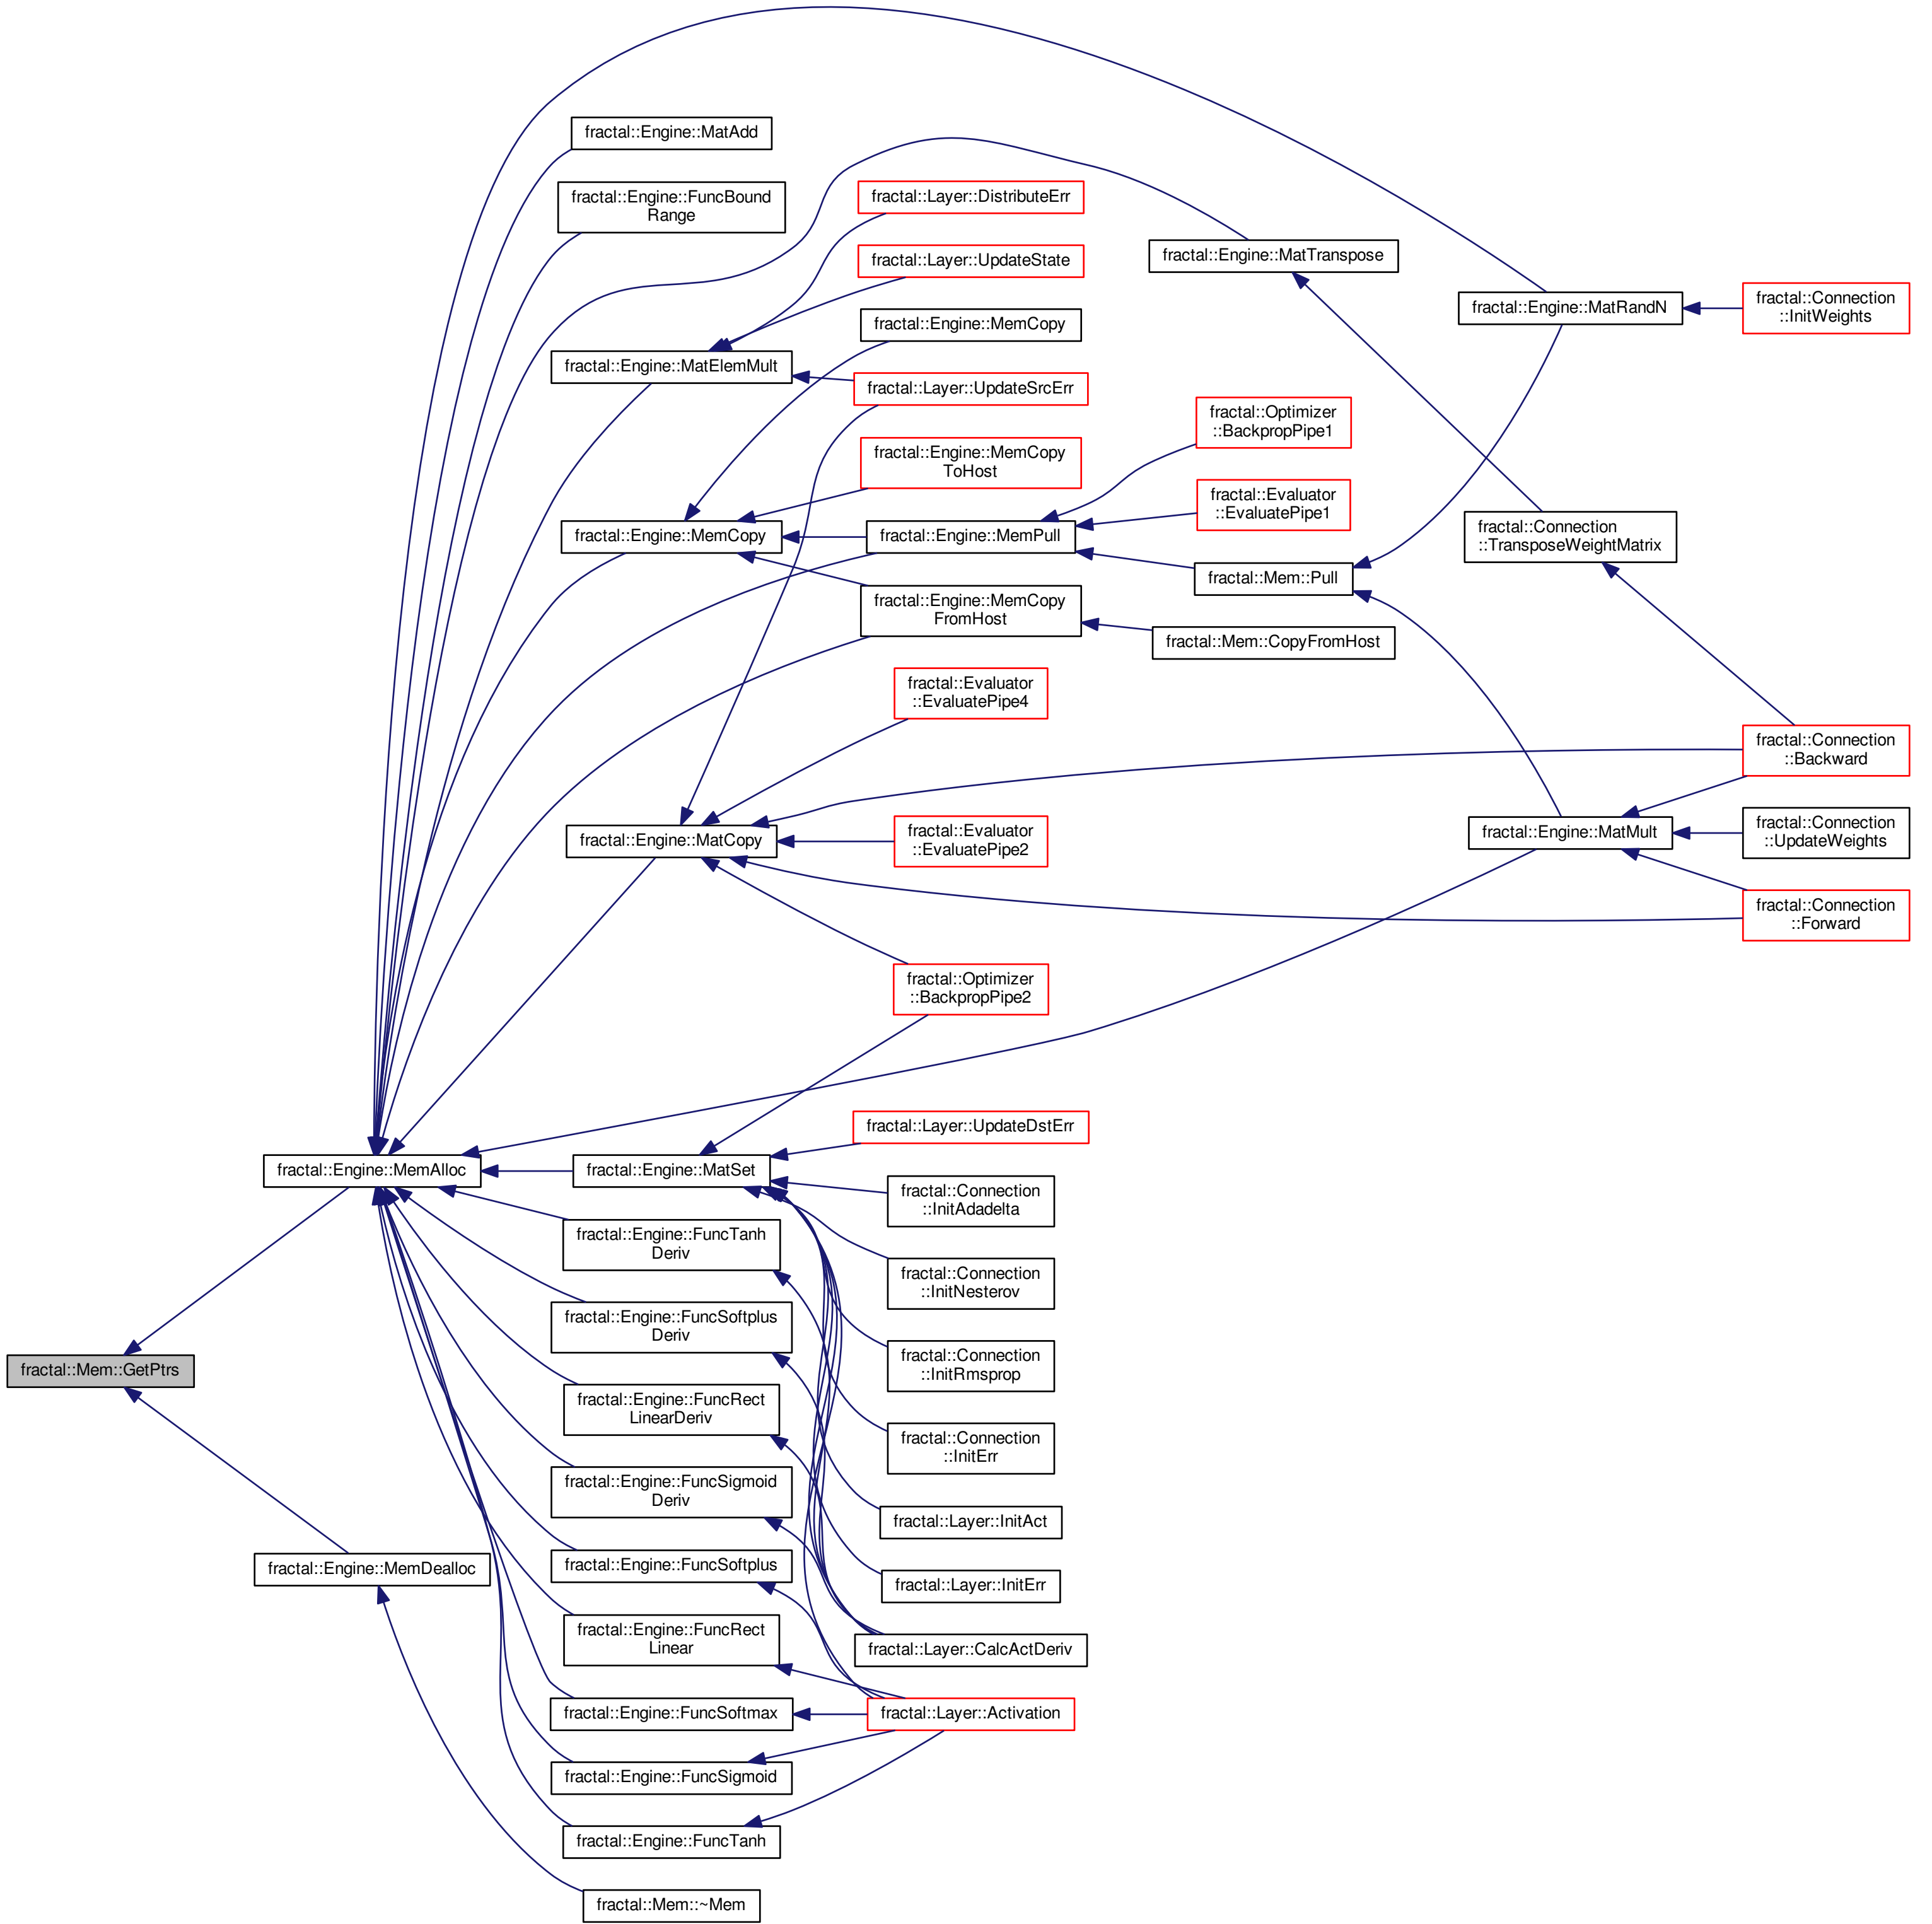 fractal::Engine::MatAdd
fractal::Engine::FuncBound
Range
fractal::Layer::DistributeErr
fractal::Layer::UpdateState
fractal::Engine::MatTranspose
fractal::Engine::MatRandN
fractal::Connection
::InitWeights
fractal::Engine::MemCopy
fractal::Engine::MatElemMult
fractal::Layer::UpdateSrcErr
fractal::Optimizer
::BackpropPipe1
fractal::Engine::MemCopy
ToHost
fractal::Evaluator
::EvaluatePipe1
fractal::Engine::MemCopy
fractal::Engine::MemPull
fractal::Connection
::TransposeWeightMatrix
fractal::Mem::Pull
fractal::Engine::MemCopy
FromHost
fractal::Mem::CopyFromHost
fractal::Evaluator
::EvaluatePipe4
fractal::Connection
::Backward
fractal::Engine::MatCopy
fractal::Evaluator
::EvaluatePipe2
fractal::Engine::MatMult
fractal::Connection
::UpdateWeights
fractal::Connection
::Forward
fractal::Optimizer
::BackpropPipe2
fractal::Layer::UpdateDstErr
fractal::Engine::MemAlloc
fractal::Engine::MatSet
fractal::Connection
::InitAdadelta
fractal::Engine::FuncTanh
Deriv
fractal::Connection
::InitNesterov
fractal::Engine::FuncSoftplus
Deriv
fractal::Connection
::InitRmsprop
fractal::Mem::GetPtrs
fractal::Engine::FuncRect
LinearDeriv
fractal::Connection
::InitErr
fractal::Engine::FuncSigmoid
Deriv
fractal::Layer::InitAct
fractal::Engine::MemDealloc
fractal::Engine::FuncSoftplus
fractal::Layer::InitErr
fractal::Engine::FuncRect
Linear
fractal::Layer::CalcActDeriv
fractal::Engine::FuncSoftmax
fractal::Layer::Activation
fractal::Engine::FuncSigmoid
fractal::Engine::FuncTanh
fractal::Mem::~Mem